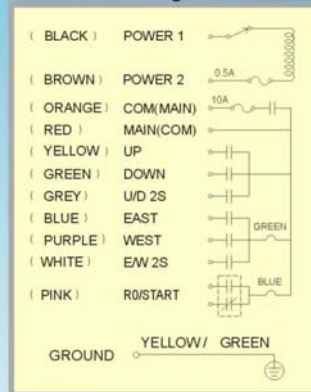 ( BLACK ) POWER 1
( BROWN ) POWER 2 0.5A
( ORANGE ) COM(MAIN) 10A
( RED ) MAIN(COM)
( YELLOW ) UP
( GREEN ) DOWN
( GREY ) U/D 2S
( BLUE ) EAST GREEN
( PURPLE ) WEST
( WHITE ) E/W 2S
( PINK ) R0/START BLUE
GROUND YELLOW/ GREEN